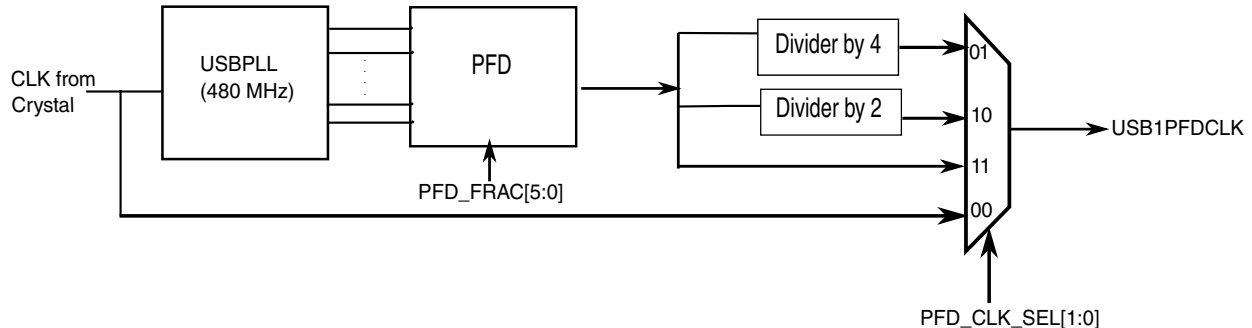 CLK from
Crystal
USBPLL
(480 MHz)
PFD
PFD_FRAC[5:0]
Divider by 4
Divider by 2
01
10
11
00
USB1PFDCLK
PFD_CLK_SEL[1:0]